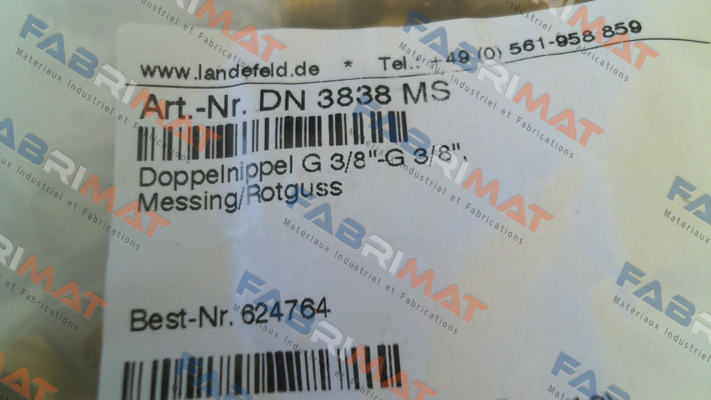 www.landefeld.de * Tel.: +49 (0) 561-958 859
Art.-Nr. DN 3838 MS
Doppelnippel G 3/8"-G 3/8",
Messing/Rotguss
Best-Nr. 624764
FABRIMAT
Matériaux Industriel et Fabrications